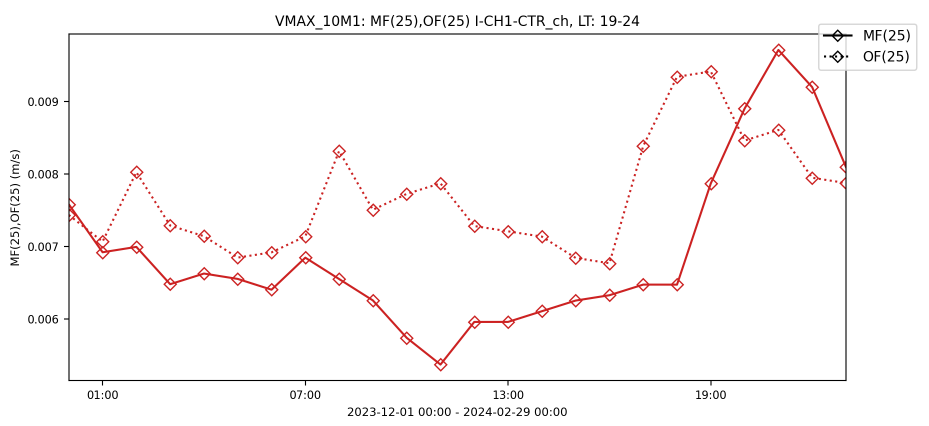 VMAX_10M1: MF(25),OF(25) I-CH1-CTR_ch, LT: 19-24
MF(25)
OF(25)
MF(25),OF(25) (m/s)
0.009
0.008
0.007
0.006
01:00
07:00
13:00
19:00
2023-12-01 00:00 - 2024-02-29 00:00